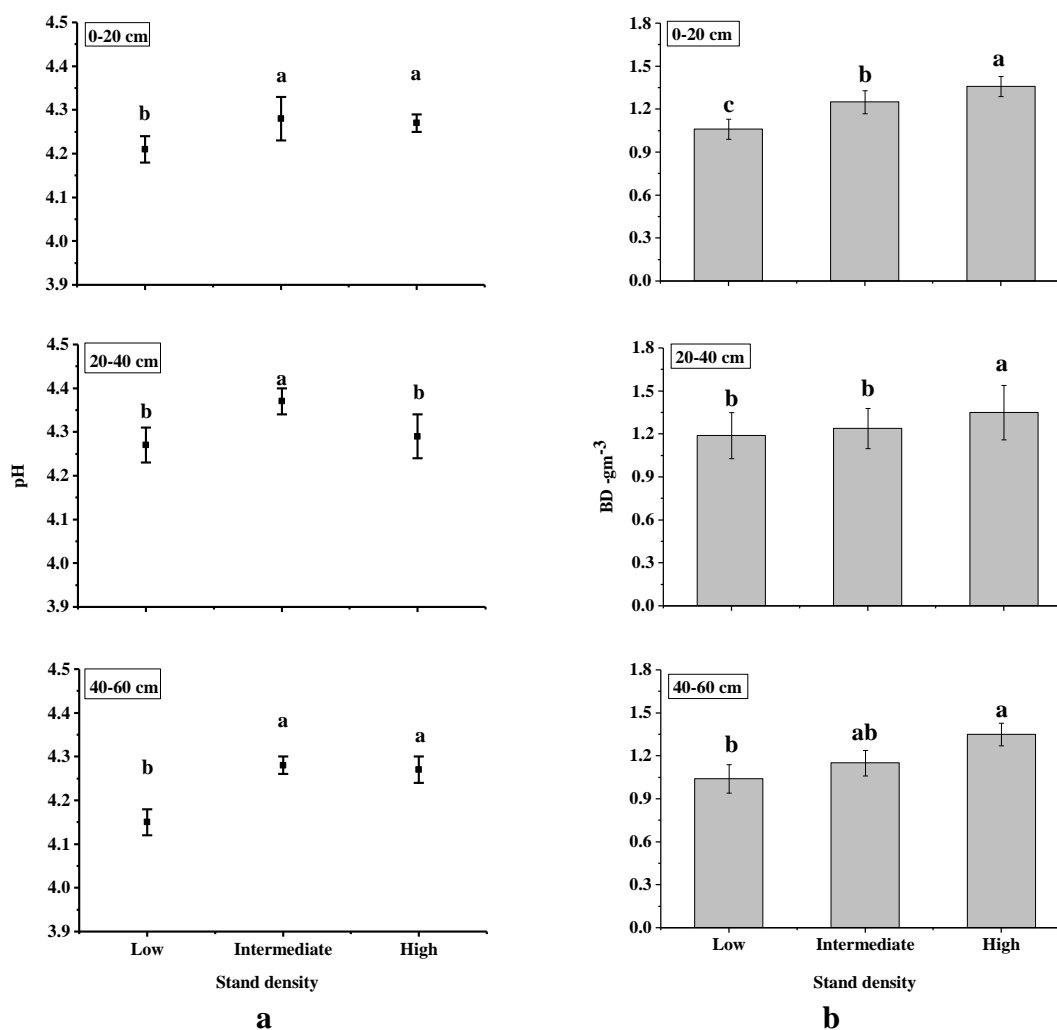 4.5
0-20 cm
4.4
a
a
4.3
b
4.2
4.1
4.0
3.9
4.5
20-40 cm
4.4
a
b
b
4.3
4.2
4.1
4.0
3.9
pH
4.5
40-60 cm
4.4
a
a
4.3
b
4.2
4.1
4.0
3.9
Low Intermediate High
Stand density
a
1.8
0-20 cm
1.5
a
b
c
1.2
0.9
0.6
0.3
0.0
1.8
20-40 cm
a
1.5
b
b
1.2
0.9
0.6
0.3
0.0
BD -gm-3
1.8
40-60 cm
1.5
a
ab
b
1.2
0.9
0.6
0.3
0.0
Low Intermediate High
Stand density
b